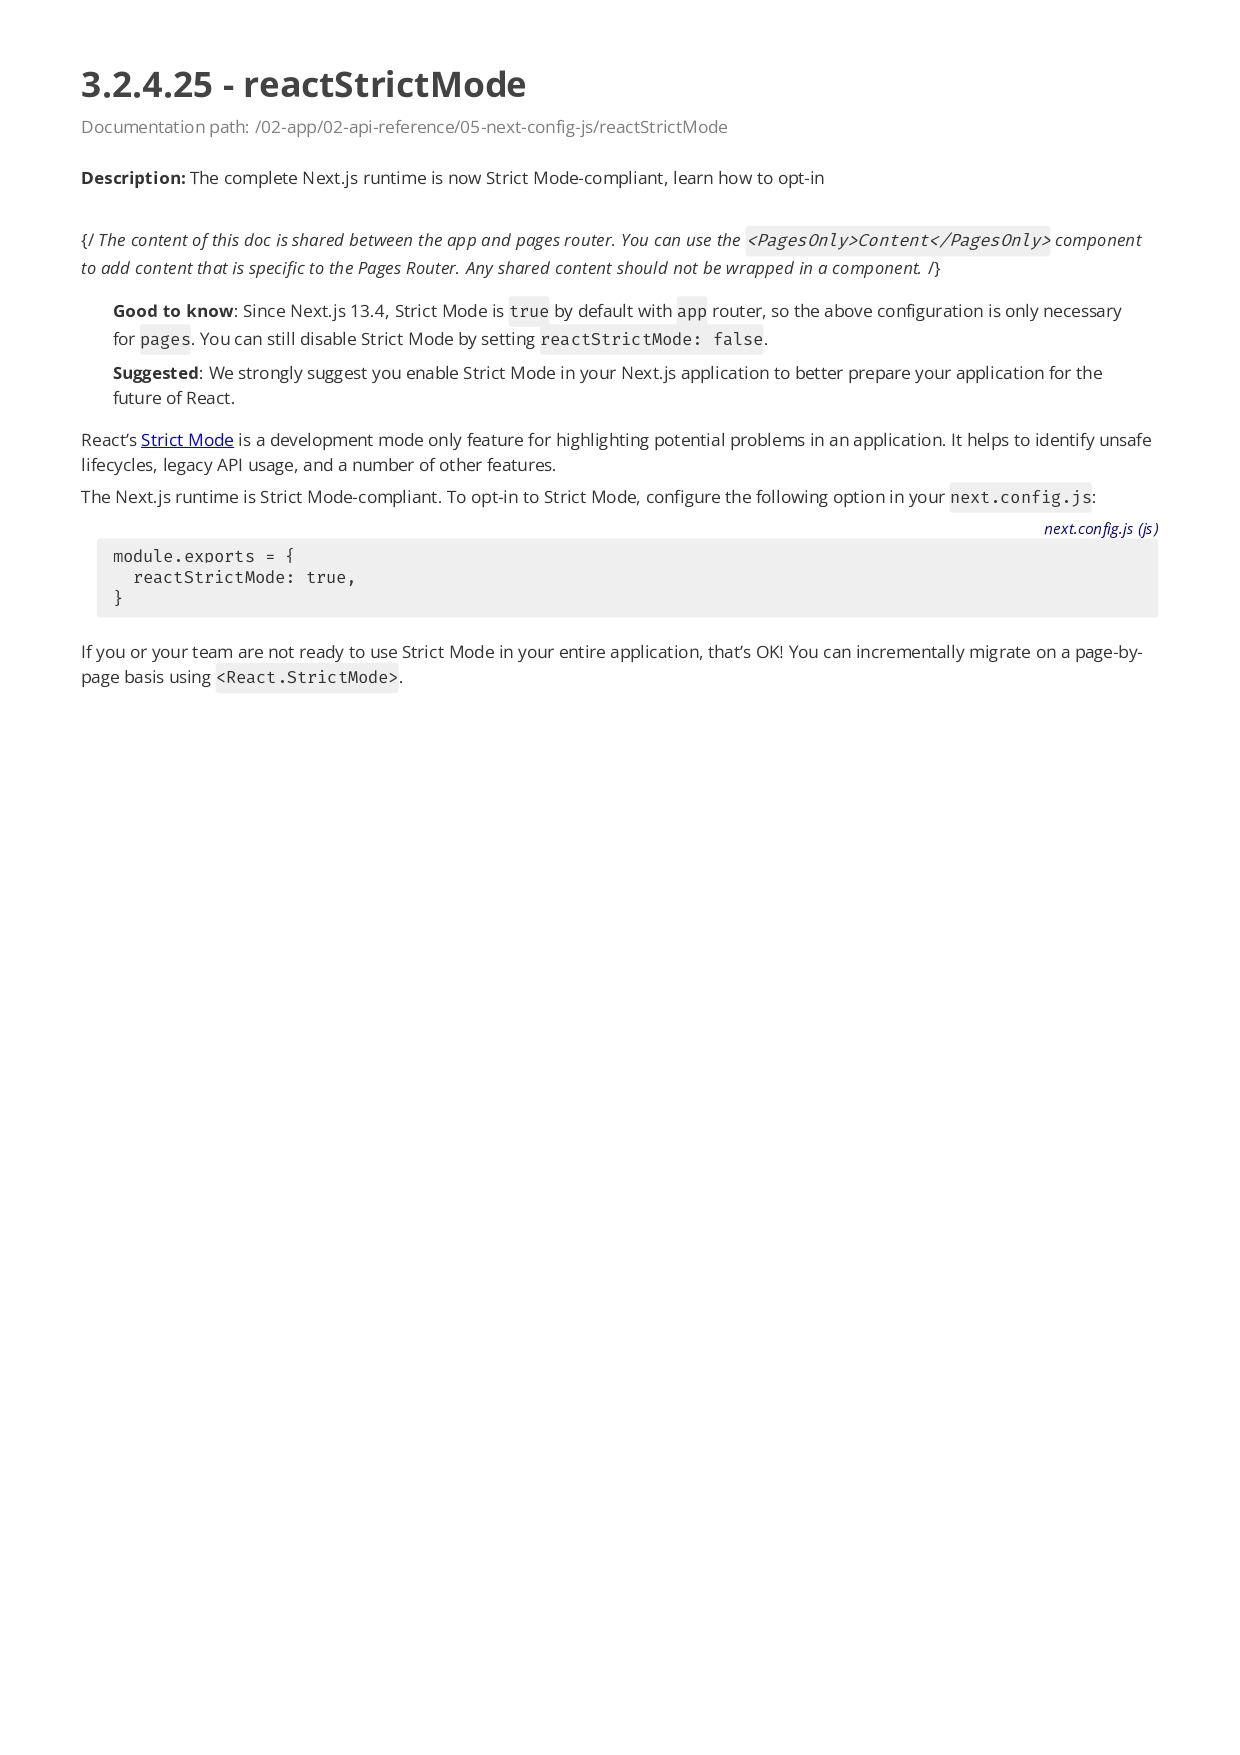 3.2.4.25 - reactStrictMode
Documentation path: /02-app/02-api-reference/05-next-config-js/reactStrictMode
Description: The complete Next.js runtime is now Strict Mode-compliant, learn how to opt-in
{/ The content of this doc is shared between the app and pages router. You can use the <PagesOnly>Content</PagesOnly> component
to add content that is specific to the Pages Router. Any shared content should not be wrapped in a component. /}
Good to know: Since Next.js 13.4, Strict Mode is true by default with app router, so the above configuration is only necessary
for pages. You can still disable Strict Mode by setting reactStrictMode: false.
Suggested: We strongly suggest you enable Strict Mode in your Next.js application to better prepare your application for the
future of React.
React’s Strict Mode is a development mode only feature for highlighting potential problems in an application. It helps to identify unsafe
lifecycles, legacy API usage, and a number of other features.
The Next.js runtime is Strict Mode-compliant. To opt-in to Strict Mode, configure the following option in your next.config.js:
next.config.js (js)
module.exports = {
  reactStrictMode: true,
}
If you or your team are not ready to use Strict Mode in your entire application, that’s OK! You can incrementally migrate on a page-by-
page basis using <React.StrictMode>.